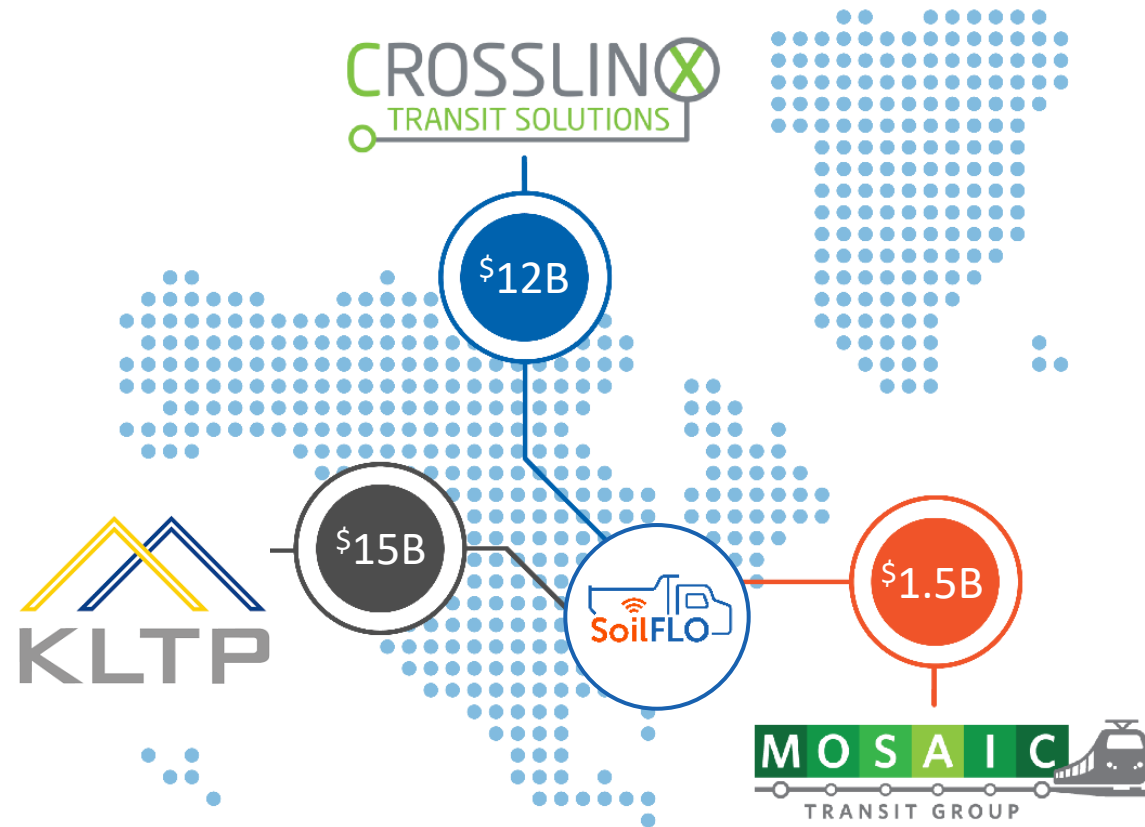 CROSSLINX
TRANSIT SOLUTIONS
$12B
$15B
$1.5B
KLTP
SoilFLO
MOSAIC
TRANSIT GROUP